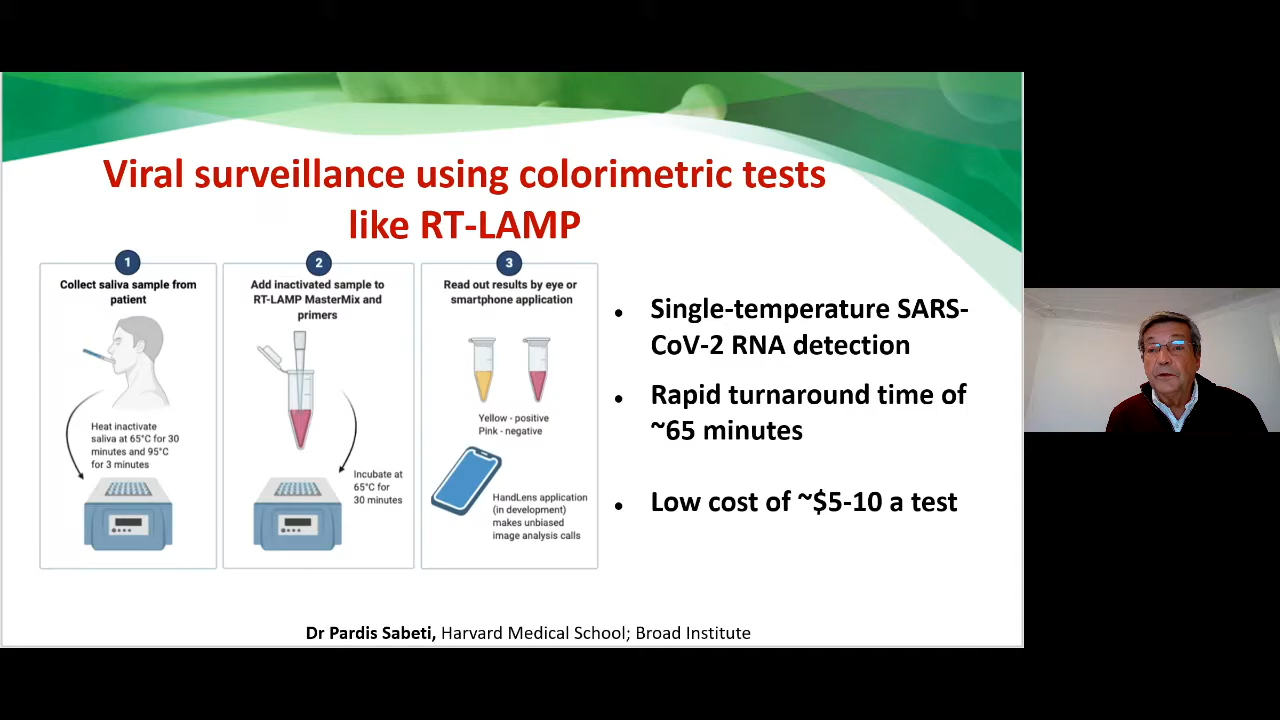 Viral surveillance using colorimetric tests
like RT-LAMP
1
Collect saliva sample from
patient
Heat inactivate
saliva at 65°C for 30
minutes and 95°C
for 3 minutes
2
Add inactivated sample to
RT-LAMP MasterMix and
primers
Incubate at
65°C for
30 minutes
3
Read out results by eye or
smartphone application
Yellow - positive
Pink - negative
HandLens application
(in development)
makes unbiased
image analysis calls
• Single-temperature SARS-
CoV-2 RNA detection
• Rapid turnaround time of
~65 minutes
• Low cost of ~$5-10 a test
Dr Pardis Sabeti, Harvard Medical School; Broad Institute